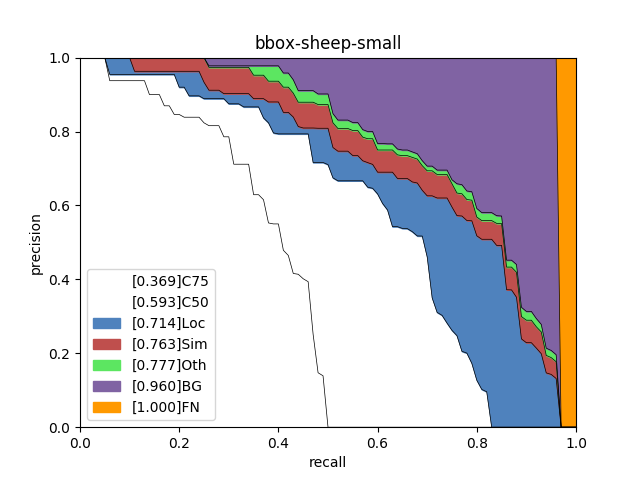 bbox-sheep-small
precision
1.0
0.8
0.6
0.4
0.2
0.0
[0.369]C75
[0.593]C50
[0.714]Loc
[0.763]Sim
[0.777]Oth
[0.960]BG
[1.000]FN
0.0 0.2 0.4 0.6 0.8 1.0
recall